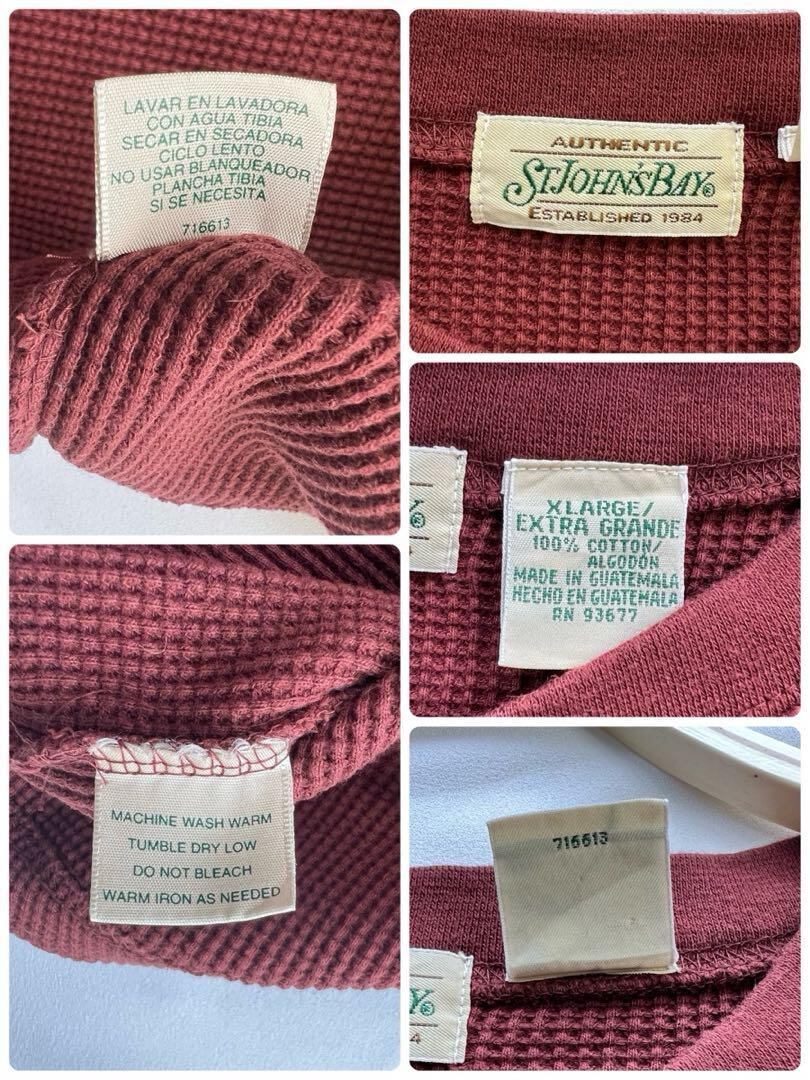 LAVAR EN LAVADORA
CON AGUA TIBIA
SECAR EN SECADORA
CICLO LENTO
NO USAR BLANQUEADOR
PLANCHA TIBIA
SI SE NECESITA
716613
AUTHENTIC
ST JOHN'S BAY®
ESTABLISHED 1984
XLARGE/
EXTRA GRANDE
100% COTTON/
ALGODÓN
MADE IN GUATEMALA
HECHO EN GUATEMALA
RN 93677
MACHINE WASH WARM
TUMBLE DRY LOW
DO NOT BLEACH
WARM IRON AS NEEDED
716613
Y®
4